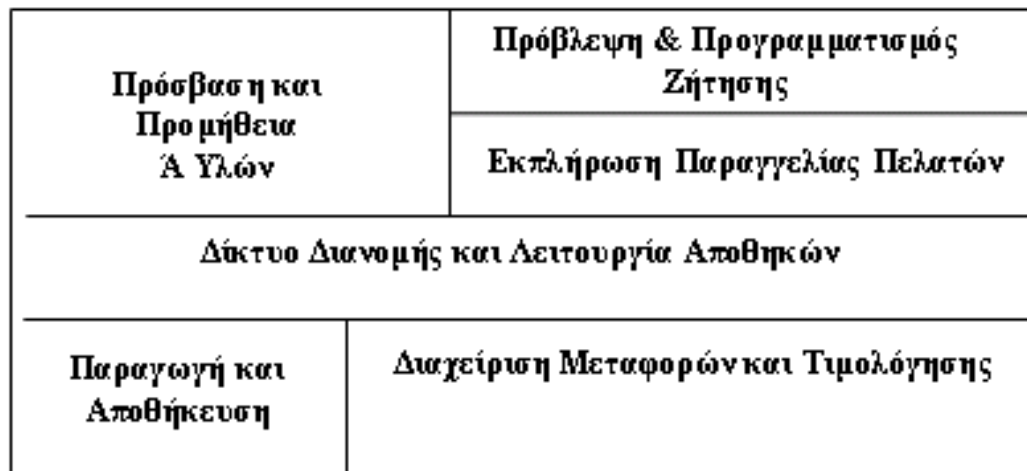 Πρόσβαση και
Προμήθεια
Ά Υλών
Πρόβλεψη & Προγραμματισμός
Ζήτησης
Εκπλήρωση Παραγγελίας Πελατών
Δίκτυο Διανομής και Λειτουργία Αποθηκών
Παραγωγή και
Αποθήκευση
Διαχείριση Μεταφορών και Τιμολόγησης